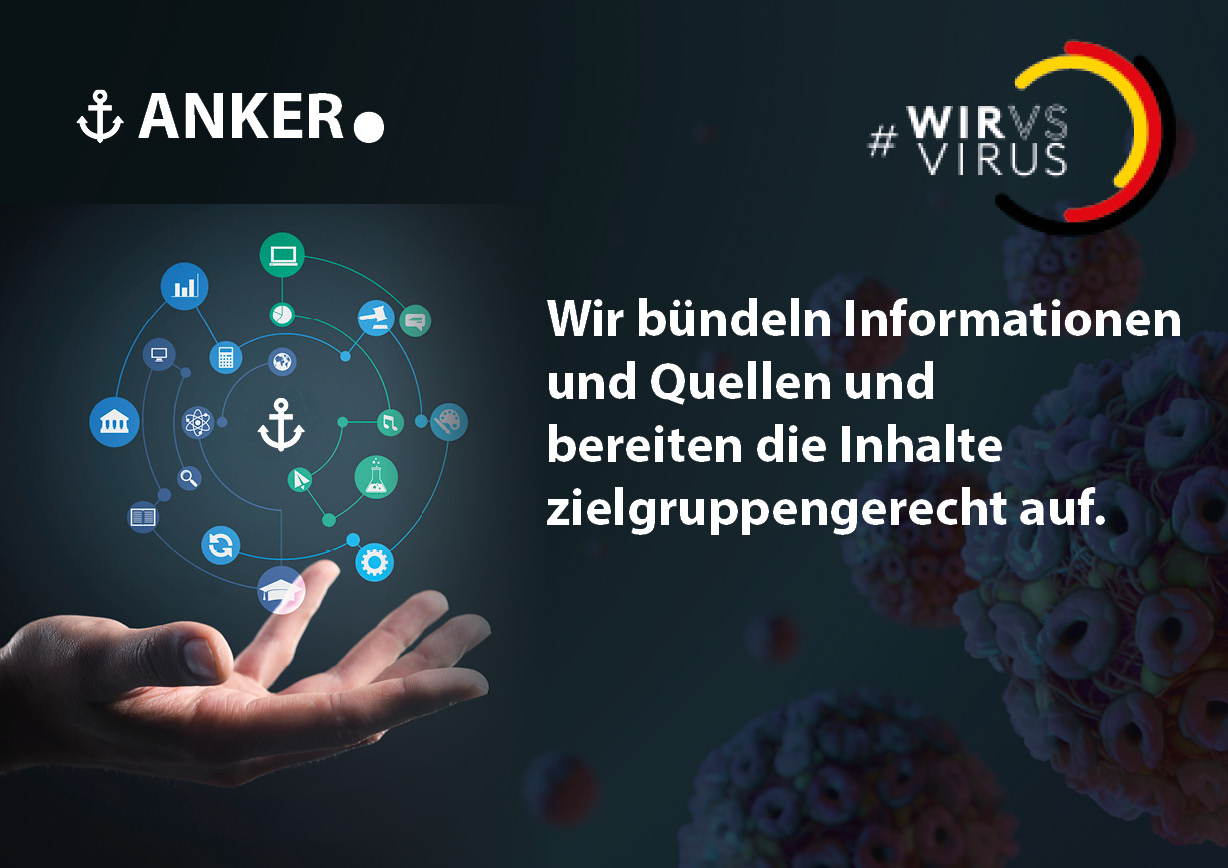 ANKER.
# WIRVS
VIRUS
Wir bündeln Informationen
und Quellen und
bereiten die Inhalte
zielgruppengerecht auf.